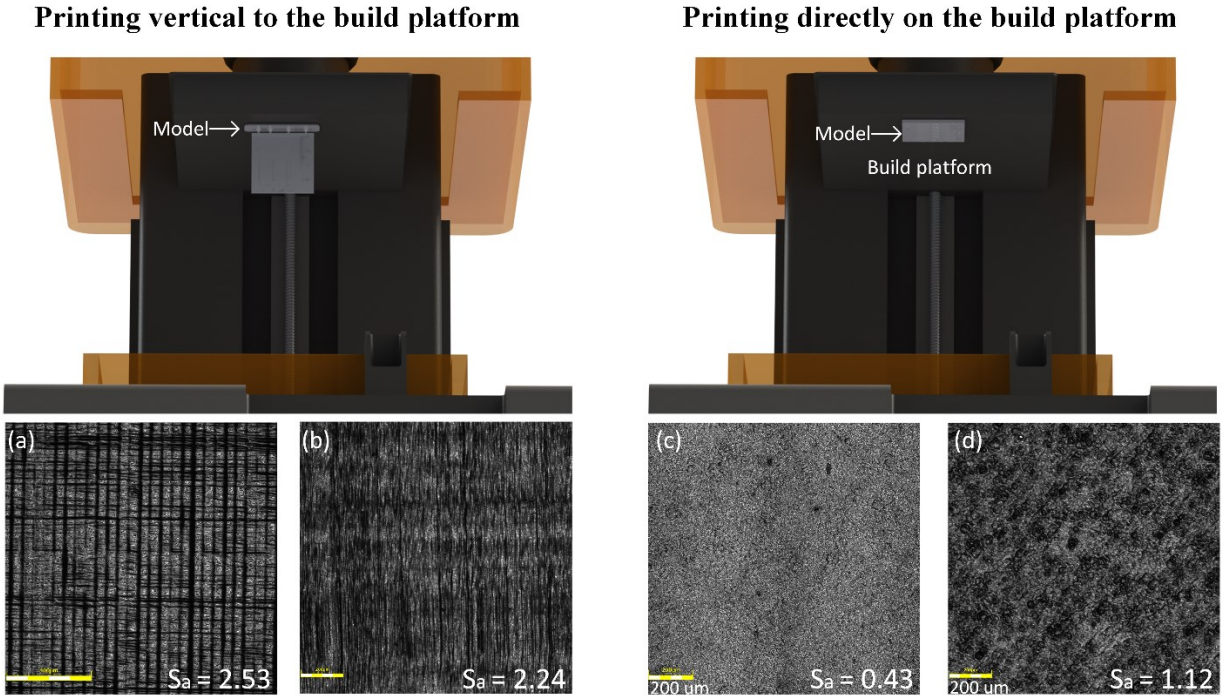 Printing vertical to the build platform
Printing directly on the build platform
Model
Model
Build platform
(a)
(b)
(c)
(d)
Sa = 2.53
Sa = 2.24
200 um
Sa = 0.43
200 um
Sa = 1.12